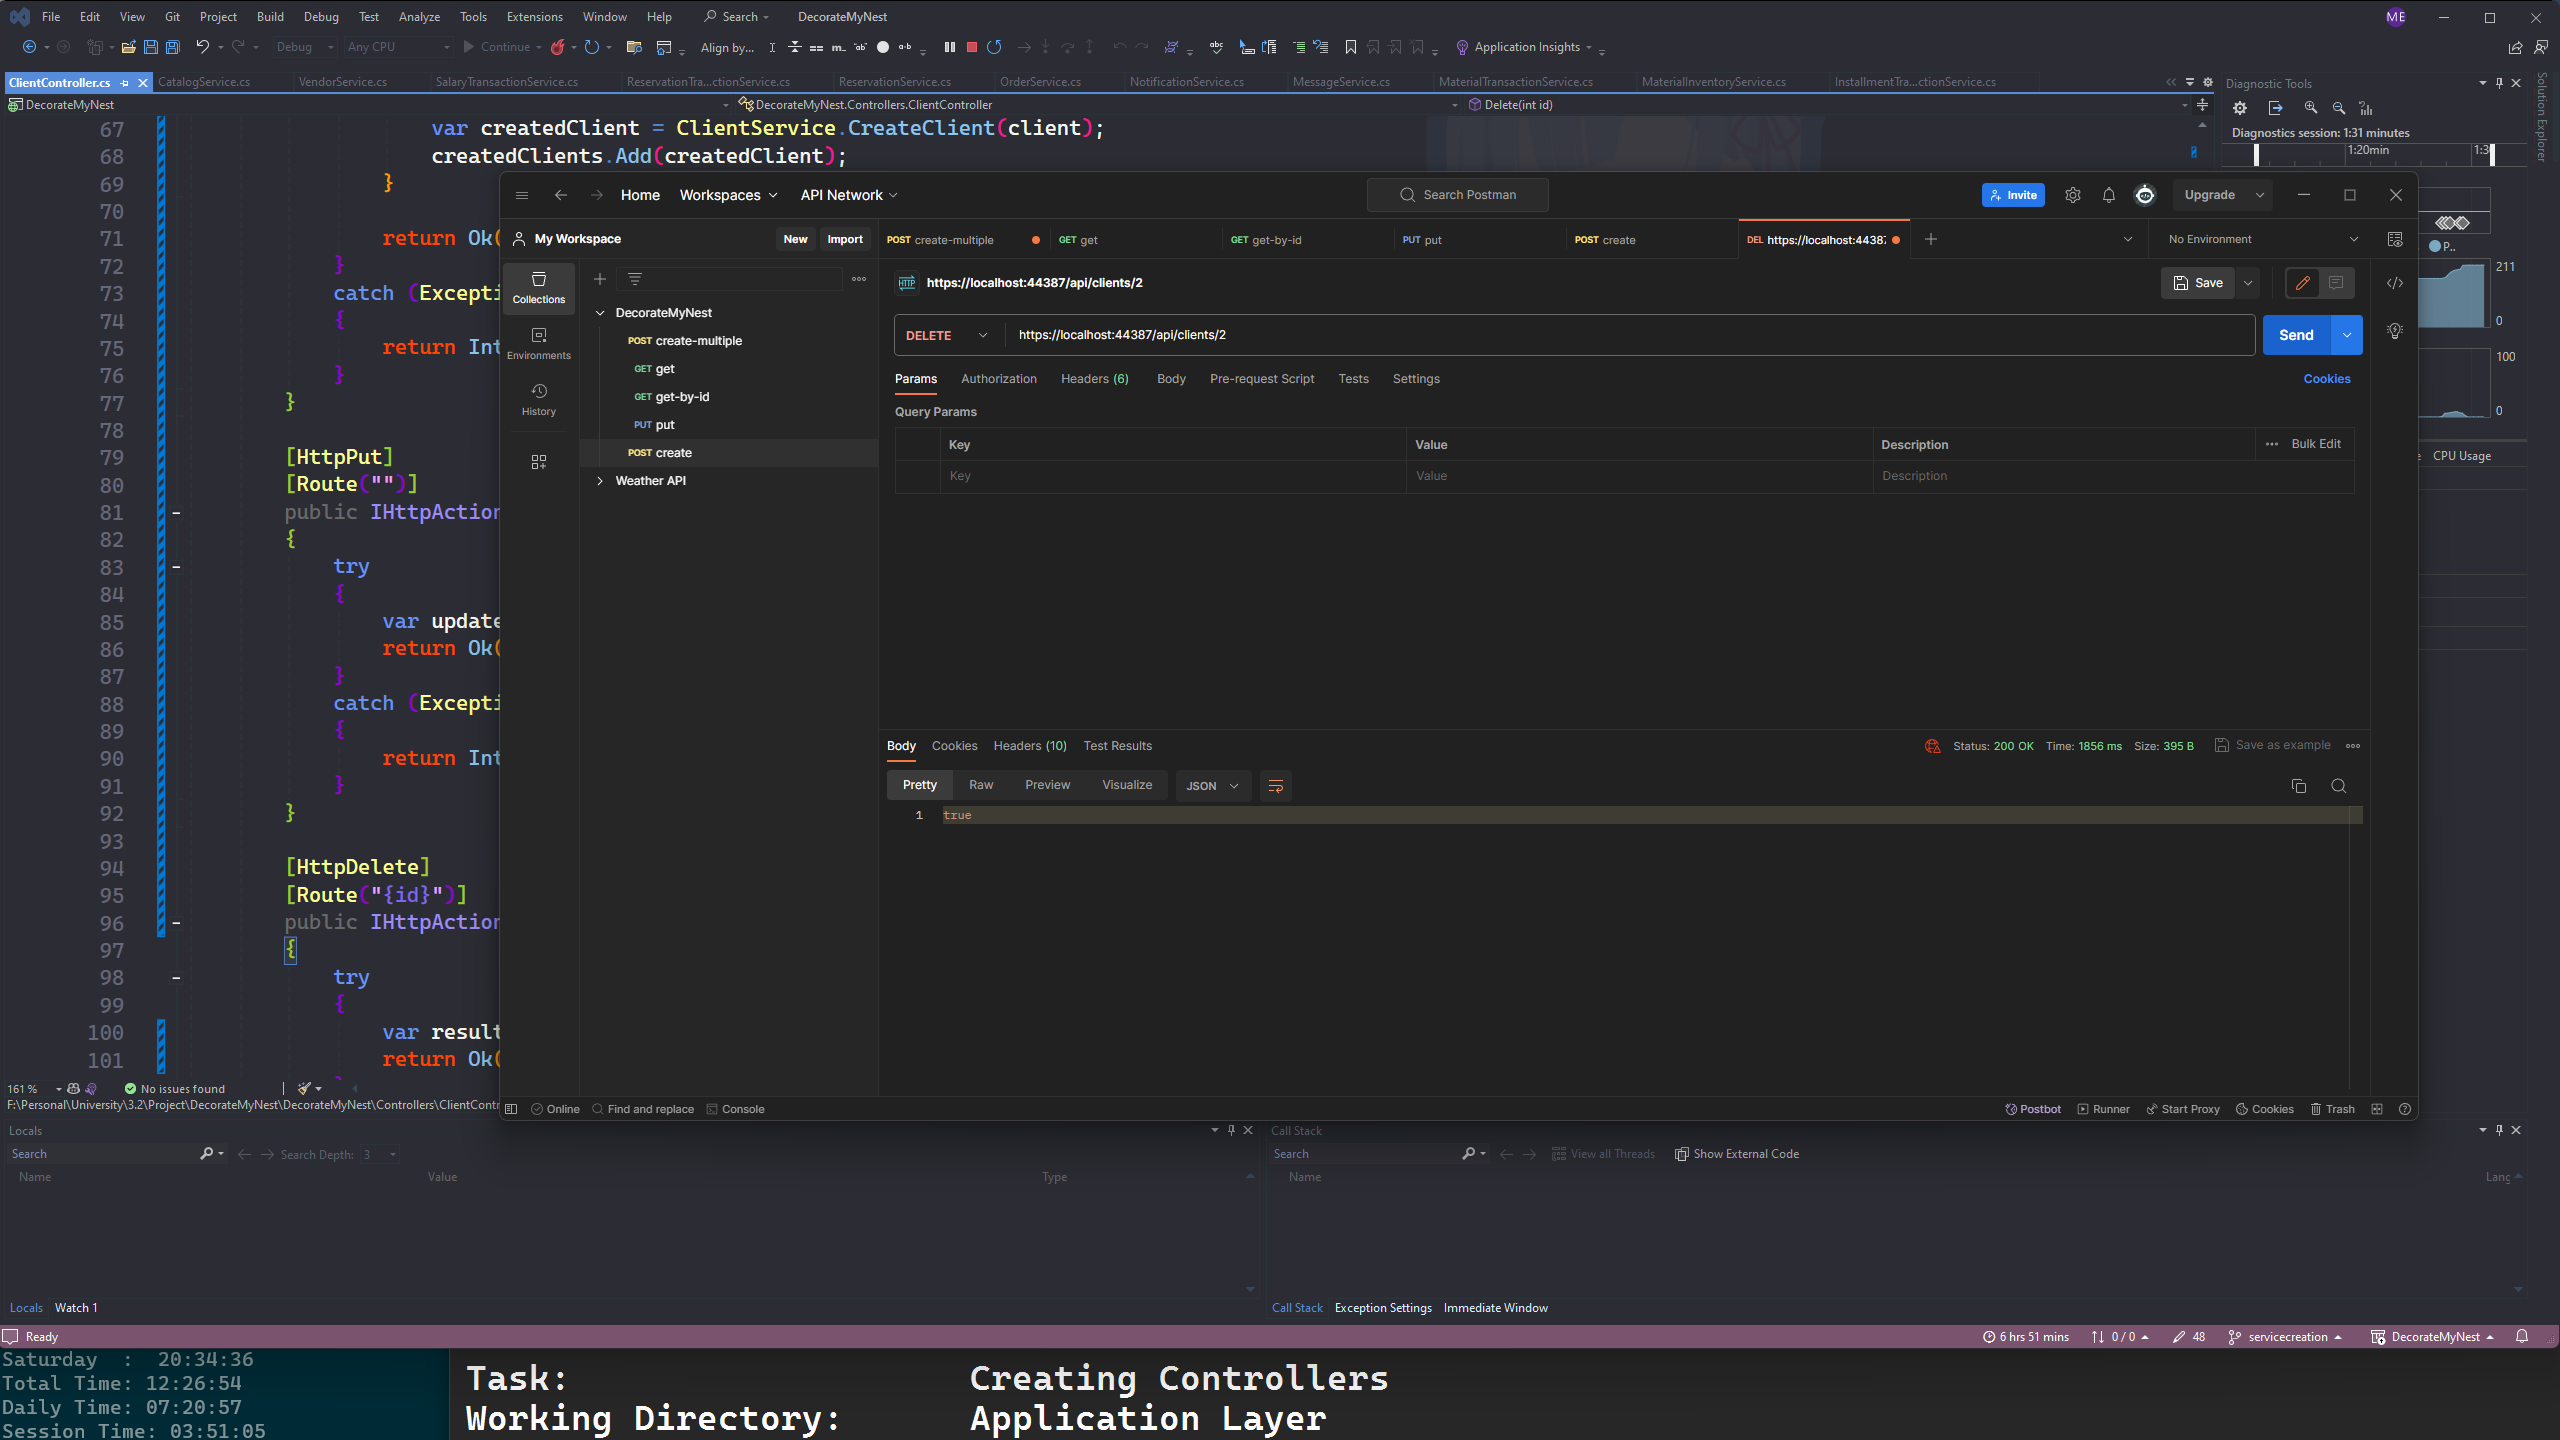 File Edit View Git Project Build Debug Test Analyze Tools Extensions Window Help Search DecorateMyNest ME
Debug Any CPU Continue Align by... Application Insights
ClientController.cs CatalogService.cs VendorService.cs SalaryTransactionService.cs ReservationTra...ctionService.cs ReservationService.cs OrderService.cs NotificationService.cs MessageService.cs MaterialTransactionService.cs MaterialInventoryService.cs InstallmentTra...ctionService.cs
DecorateMyNest DecorateMyNest.Controllers.ClientController Delete(int id)
67 var createdClient = ClientService.CreateClient(client);
68 createdClients.Add(createdClient);
69 }
70
71 return Ok(
72 }
73 catch (Excepti
74 {
75 return Int
76 }
77 }
78
79 [HttpPut]
80 [Route("")]
81 public IHttpAction
82 {
83 try
84 {
85 var update
86 return Ok(
87 }
88 catch (Excepti
89 {
90 return Int
91 }
92 }
93
94 [HttpDelete]
95 [Route("{id}")]
96 public IHttpAction
97 {
98 try
99 {
100 var result
101 return Ok(
161 % No issues found
F:\Personal\University\3.2\Project\DecorateMyNest\DecorateMyNest\Controllers\ClientContr
Home Workspaces API Network Search Postman Invite Upgrade
My Workspace New Import
POST create-multiple GET get GET get-by-id PUT put POST create DEL https://localhost:4438 No Environment
Collections
Environments
History
DecorateMyNest
POST create-multiple
GET get
GET get-by-id
PUT put
POST create
Weather API
HTTP https://localhost:44387/api/clients/2 Save
DELETE https://localhost:44387/api/clients/2 Send
Params Authorization Headers (6) Body Pre-request Script Tests Settings Cookies
Query Params
Key Value Description Bulk Edit
Key Value Description
Body Cookies Headers (10) Test Results Status: 200 OK Time: 1856 ms Size: 395 B Save as example
Pretty Raw Preview Visualize JSON
1 true
Online Find and replace Console Postbot Runner Start Proxy Cookies Trash
Diagnostic Tools
Diagnostics session: 1:31 minutes
1:20min 1:3
P..
211
0
100
0
CPU Usage
Solution Explorer
Locals
Search Search Depth: 3
Name Value Type
Locals Watch 1
Call Stack
Search View all Threads Show External Code
Name Lang
Call Stack Exception Settings Immediate Window
Ready 6 hrs 51 mins 0 / 0 48 servicecreation DecorateMyNest
Saturday : 20:34:36
Total Time: 12:26:54
Daily Time: 07:20:57
Session Time: 03:51:05
Task: Creating Controllers
Working Directory: Application Layer